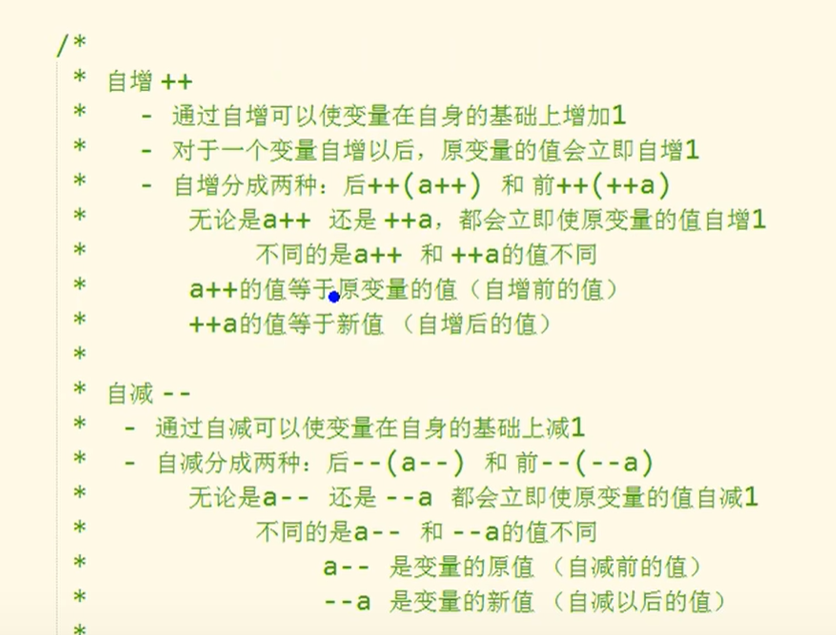 /*
* 自增 ++
* - 通过自增可以使变量在自身的基础上增加1
* - 对于一个变量自增以后，原变量的值会立即自增1
* - 自增分成两种：后++(a++) 和 前++(++a)
* 无论是a++ 还是 ++a，都会立即使原变量的值自增1
* 不同的是a++ 和 ++a的值不同
* a++的值等于原变量的值（自增前的值）
* ++a的值等于新值 （自增后的值）
*
* 自减 --
* - 通过自减可以使变量在自身的基础上减1
* - 自减分成两种：后--(a--) 和 前--(--a)
* 无论是a-- 还是 --a 都会立即使原变量的值自减1
* 不同的是a-- 和 --a的值不同
* a-- 是变量的原值 （自减前的值）
* --a 是变量的新值 （自减以后的值）
*